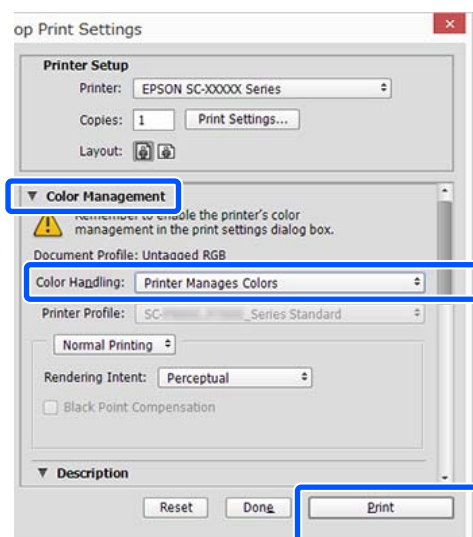 op Print Settings
Printer Setup
Printer: EPSON SC-XXXXX Series
Copies: 1 Print Settings...
Layout:
Color Management
Remember to enable the printer's color
management in the print settings dialog box.
Document Profile: Untagged RGB
Color Handling: Printer Manages Colors
Printer Profile: SC- _Series Standard
Normal Printing
Rendering Intent: Perceptual
Black Point Compensation
Description
Reset Done Print